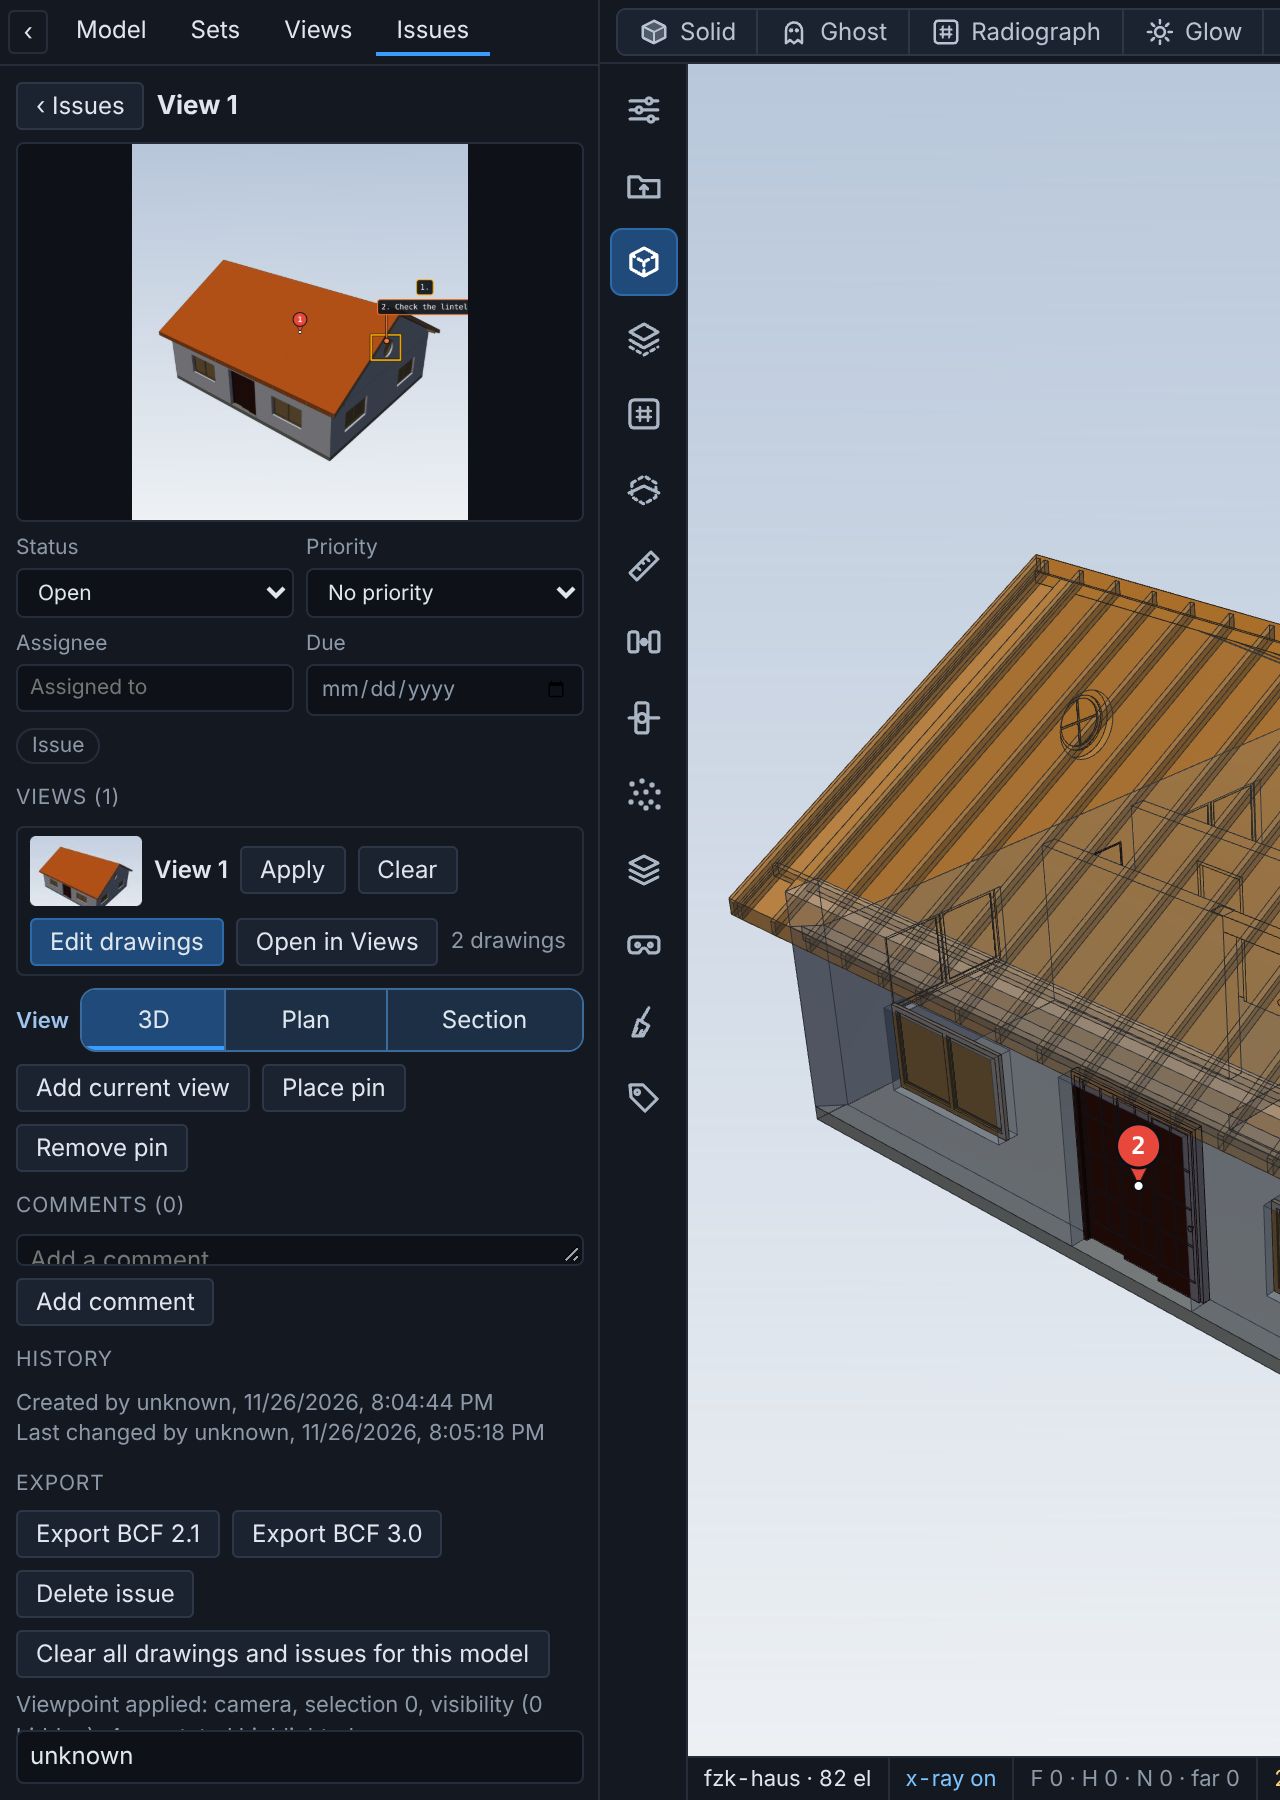 ‹ Model Sets Views Issues
Solid Ghost Radiograph Glow
‹ Issues View 1
1
1.
2. Check the lintel
Status Priority
Open No priority
Assignee Due
Assigned to mm/dd/yyyy
Issue
VIEWS (1)
View 1 Apply Clear
Edit drawings Open in Views 2 drawings
View 3D Plan Section
Add current view Place pin
Remove pin
2
COMMENTS (0)
Add a comment
Add comment
HISTORY
Created by unknown, 11/26/2026, 8:04:44 PM
Last changed by unknown, 11/26/2026, 8:05:18 PM
EXPORT
Export BCF 2.1 Export BCF 3.0
Delete issue
Clear all drawings and issues for this model
Viewpoint applied: camera, selection 0, visibility (0
unknown
fzk-haus · 82 el x-ray on F 0 · H 0 · N 0 · far 0